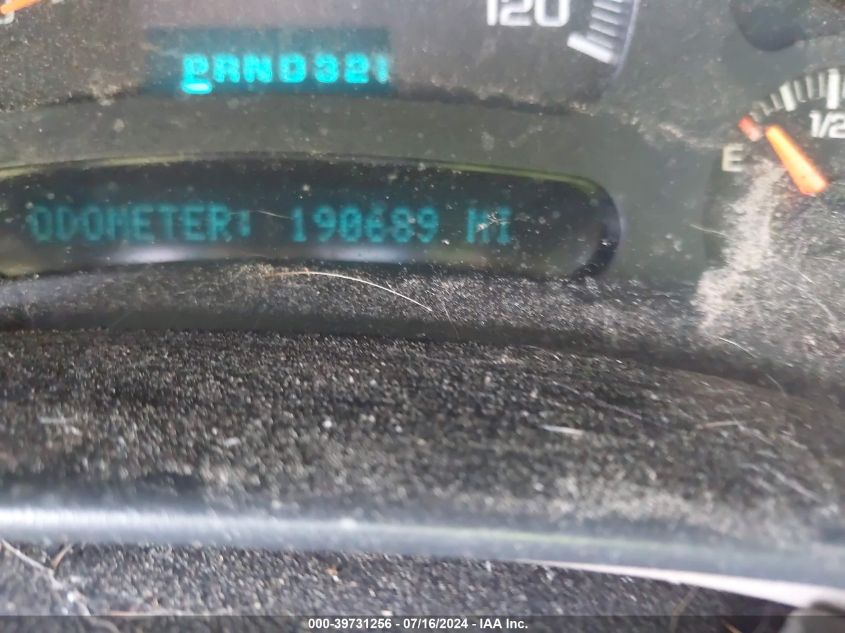 120
PRND321
1/2
E
ODOMETER: 190689 MI
000-39731256 - 07/16/2024 - IAA Inc.